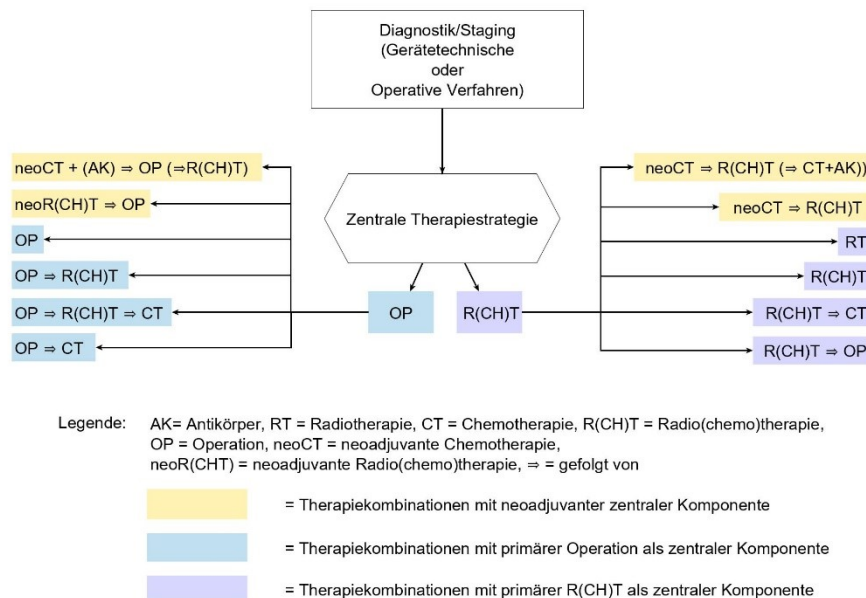 Diagnostik/Staging
(Gerätetechnische
oder
Operative Verfahren)
neoCT + (AK) ⇒ OP (⇒R(CH)T)
neoR(CH)T ⇒ OP
OP
OP ⇒ R(CH)T
OP ⇒ R(CH)T ⇒ CT
OP ⇒ CT
Zentrale Therapiestrategie
OP
R(CH)T
neoCT ⇒ R(CH)T (⇒ CT+AK))
neoCT ⇒ R(CH)T
RT
R(CH)T
R(CH)T ⇒ CT
R(CH)T ⇒ OP
Legende: AK= Antikörper, RT = Radiotherapie, CT = Chemotherapie, R(CH)T = Radio(chemo)therapie,
OP = Operation, neoCT = neoadjuvante Chemotherapie,
neoR(CHT) = neoadjuvante Radio(chemo)therapie, ⇒ = gefolgt von
= Therapiekombinationen mit neoadjuvanter zentraler Komponente
= Therapiekombinationen mit primärer Operation als zentraler Komponente
= Therapiekombinationen mit primärer R(CH)T als zentraler Komponente